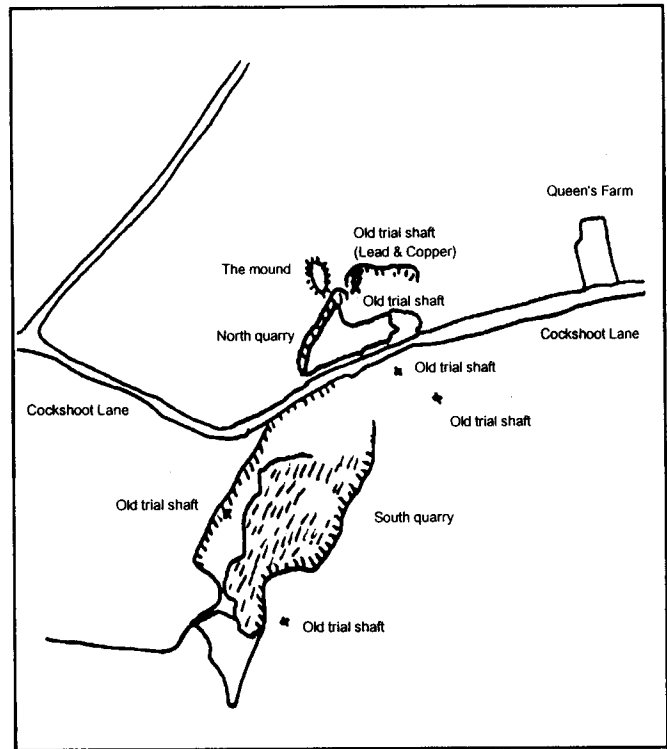 Queen's Farm
Old trial shaft
(Lead & Copper)
The mound
Old trial shaft
North quarry
Cockshoot Lane
Old trial shaft
Cockshoot Lane
Old trial shaft
Old trial shaft
South quarry
Old trial shaft